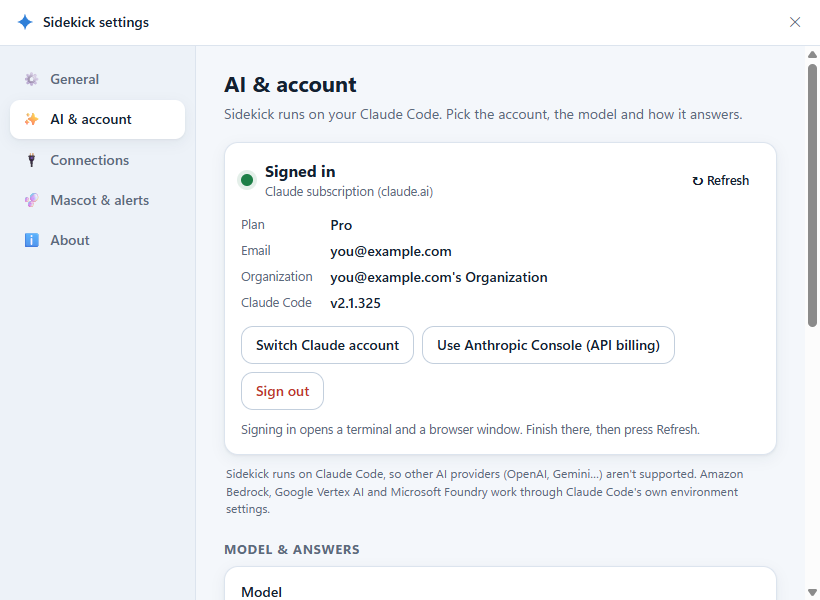 Sidekick settings
General
AI & account
Connections
Mascot & alerts
About
AI & account
Sidekick runs on your Claude Code. Pick the account, the model and how it answers.
Signed in
Claude subscription (claude.ai)
↻ Refresh
Plan Pro
Email you@example.com
Organization you@example.com's Organization
Claude Code v2.1.325
Switch Claude account
Use Anthropic Console (API billing)
Sign out
Signing in opens a terminal and a browser window. Finish there, then press Refresh.
Sidekick runs on Claude Code, so other AI providers (OpenAI, Gemini...) aren't supported. Amazon
Bedrock, Google Vertex AI and Microsoft Foundry work through Claude Code's own environment
settings.
MODEL & ANSWERS
Model